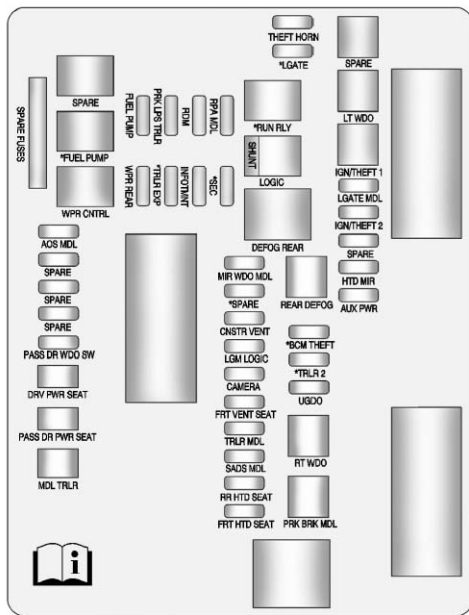 THEFT HORN
*LGATE
SPARE
SPARE FUSES
SPARE
*FUEL PUMP
WPR CNTRL
FUEL PUMP
PRK LPS TRLR
RDM
RPA MDL
WPR REAR
*TRLR EXP
INFOTMNT
*SEC
*RUN RLY
SHUNT
LOGIC
DEFOG REAR
LT WDO
IGN/THEFT 1
LGATE MDL
IGN/THEFT 2
SPARE
HTD MIR
AUX PWR
AOS MDL
SPARE
SPARE
SPARE
PASS DR WDO SW
DRV PWR SEAT
PASS DR PWR SEAT
MDL TRLR
MIR WDO MDL
*SPARE
CNSTR VENT
LGM LOGIC
CAMERA
FRT VENT SEAT
TRLR MDL
SADS MDL
RR HTD SEAT
FRT HTD SEAT
REAR DEFOG
*BCM THEFT
*TRLR 2
UGDO
RT WDO
PRK BRK MDL
i